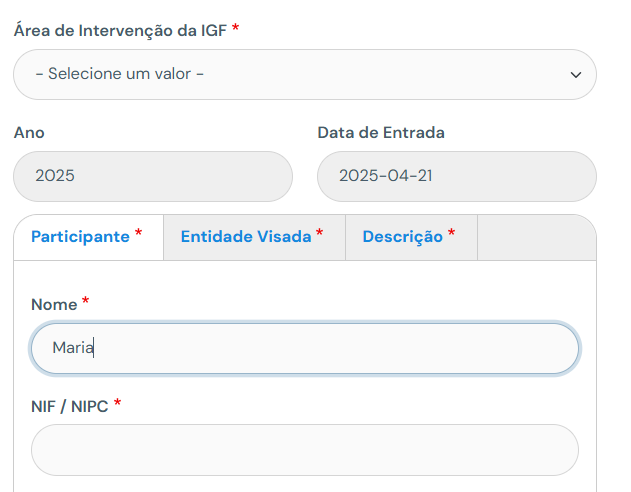 Área de Intervenção da IGF *
- Selecione um valor -
Ano Data de Entrada
2025 2025-04-21
Participante * Entidade Visada * Descrição *
Nome *
Maria
NIF / NIPC *